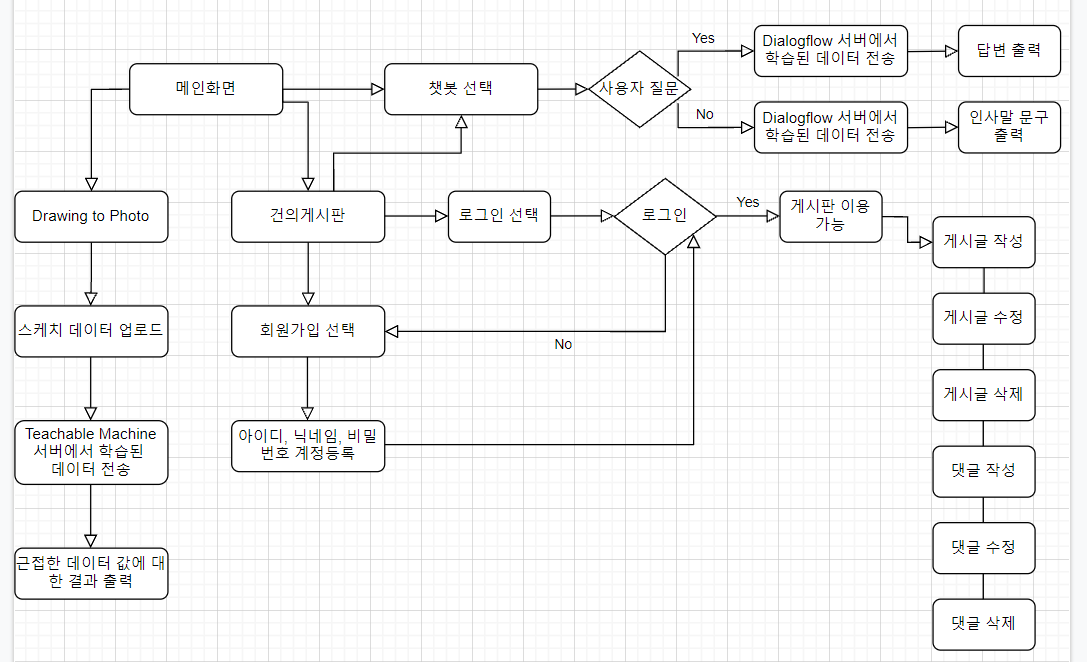 메인화면
챗봇 선택
사용자 질문
Yes
Dialogflow 서버에서
학습된 데이터 전송
답변 출력
No
Dialogflow 서버에서
학습된 데이터 전송
인사말 문구
출력
Drawing to Photo
건의게시판
로그인 선택
로그인
Yes
게시판 이용
가능
게시글 작성
스케치 데이터 업로드
회원가입 선택
No
게시글 수정
게시글 삭제
Teachable Machine
서버에서 학습된
데이터 전송
아이디, 닉네임, 비밀
번호 계정등록
댓글 작성
근접한 데이터 값에 대
한 결과 출력
댓글 수정
댓글 삭제